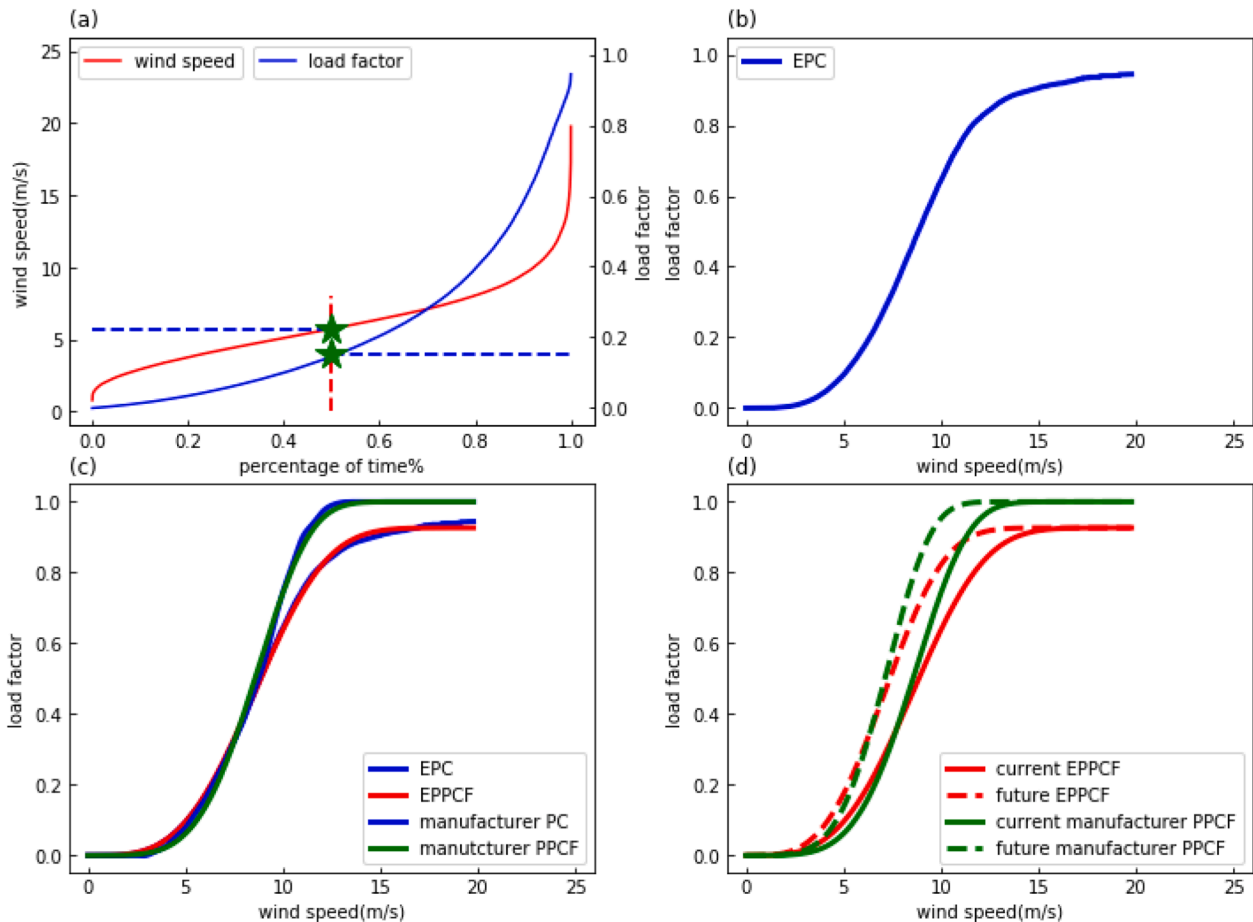 (a)
wind speed
load factor
25
20
15
10
5
0
wind speed(m/s)
1.0
0.8
0.6
0.4
0.2
0.0
load factor
0.0 0.2 0.4 0.6 0.8 1.0
percentage of time%
(b)
EPC
1.0
0.8
0.6
0.4
0.2
0.0
load factor
0 5 10 15 20 25
wind speed(m/s)
(c)
1.0
0.8
0.6
0.4
0.2
0.0
load factor
EPC
EPPCF
manufacturer PC
manutcturer PPCF
0 5 10 15 20 25
wind speed(m/s)
(d)
1.0
0.8
0.6
0.4
0.2
0.0
load factor
current EPPCF
future EPPCF
current manufacturer PPCF
future manufacturer PPCF
0 5 10 15 20 25
wind speed(m/s)